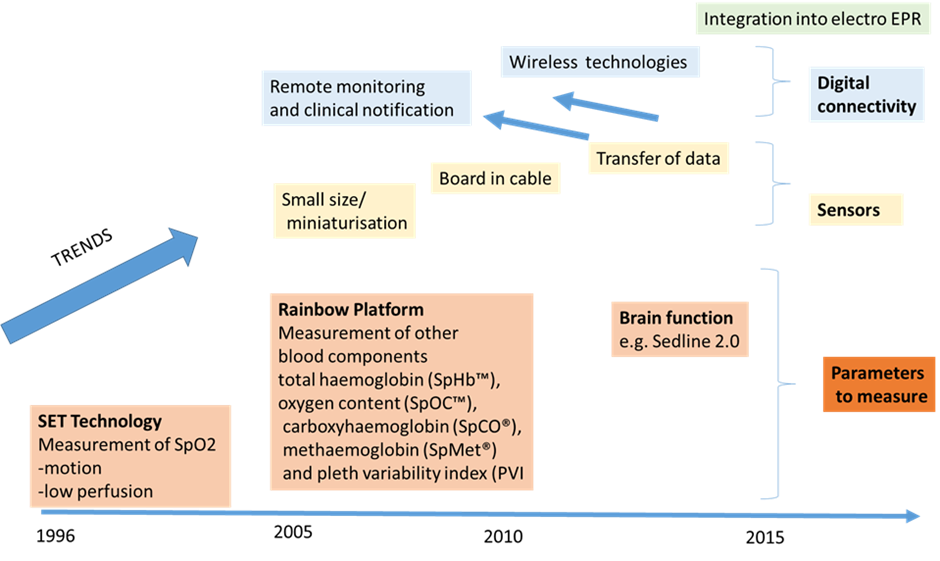 Integration into electro EPR
Wireless technologies
Remote monitoring
and clinical notification
Digital
connectivity
Transfer of data
Board in cable
Small size/
miniaturisation
Sensors
TRENDS
Rainbow Platform
Measurement of other
blood components
total haemoglobin (SpHb™),
oxygen content (SpOC™),
carboxyhaemoglobin (SpCO®),
methaemoglobin (SpMet®)
and pleth variability index (PVI
Brain function
e.g. Sedline 2.0
Parameters
to measure
SET Technology
Measurement of SpO2
-motion
-low perfusion
1996
2005
2010
2015